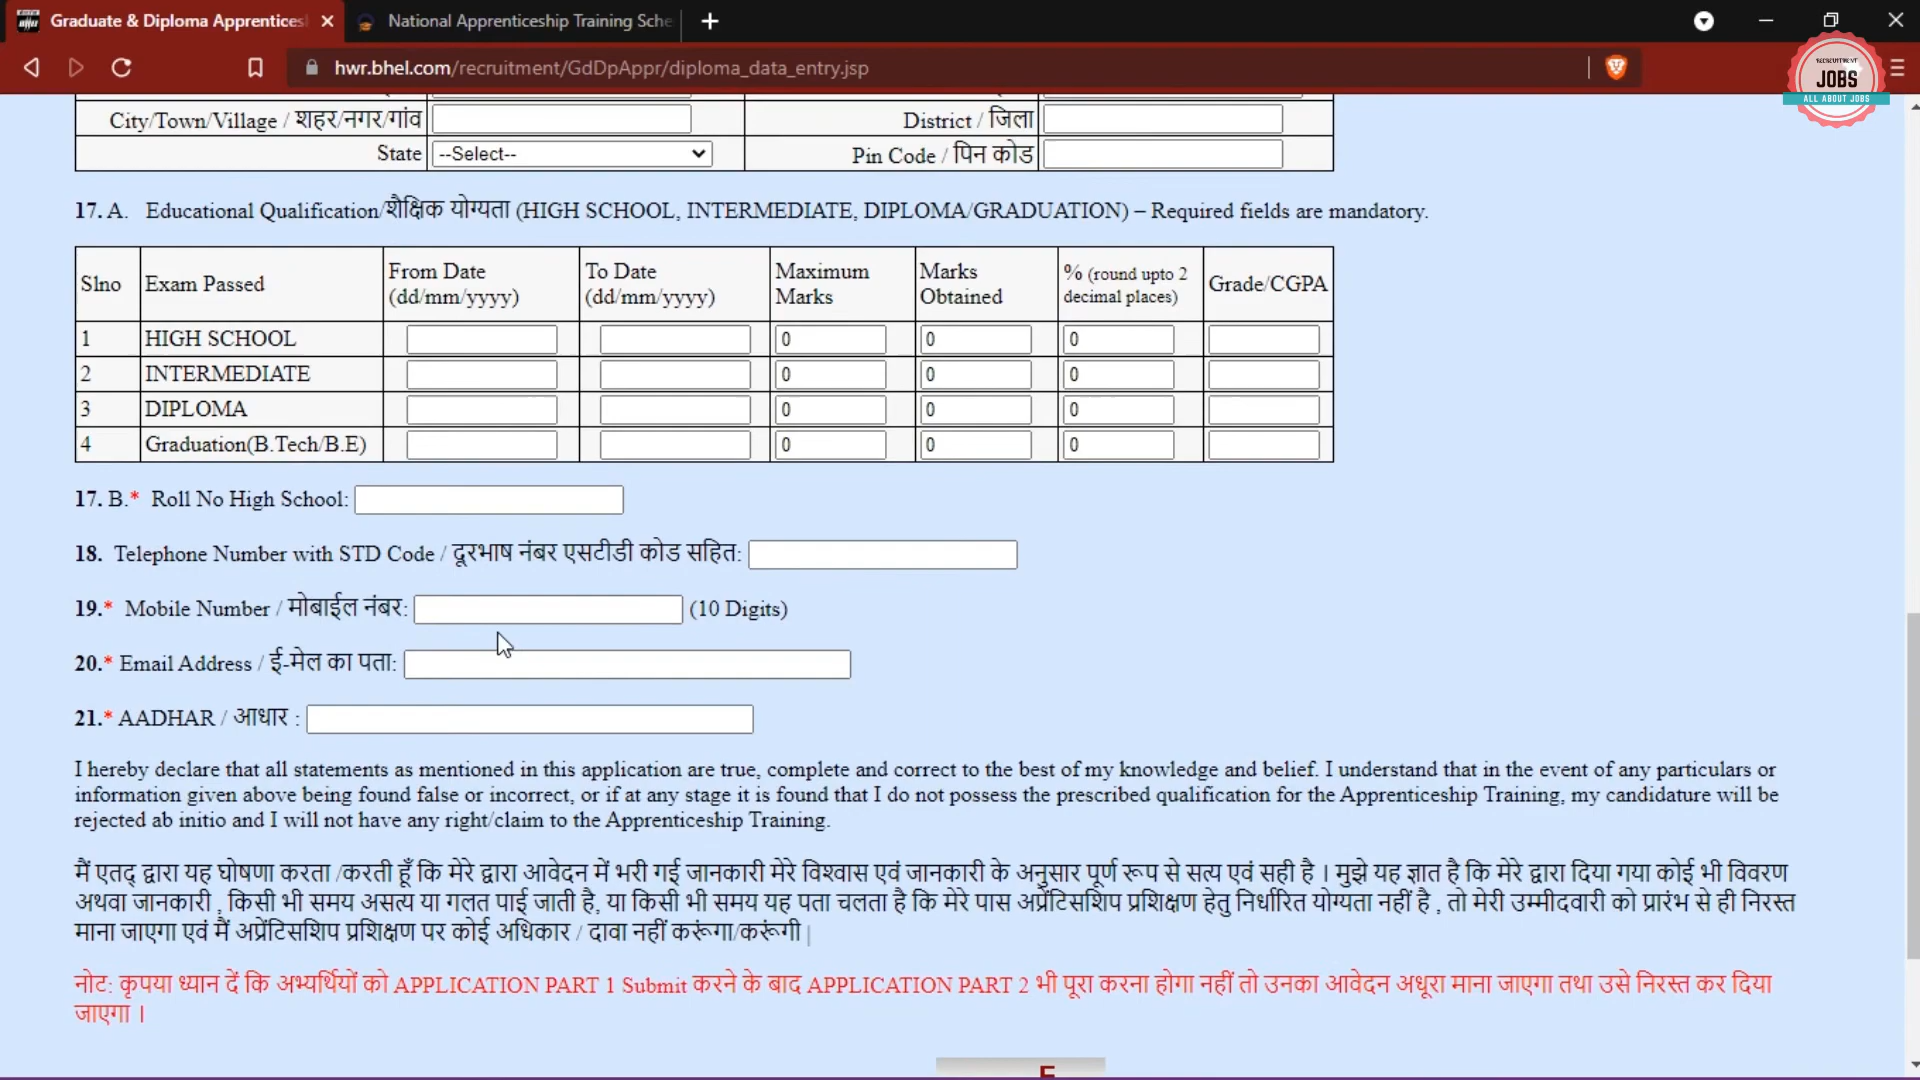 Graduate & Diploma Apprentices
National Apprenticeship Training Sche
hwr.bhel.com/recruitment/GdDpAppr/diploma_data_entry.jsp
RECRUITMENT
JOBS
ALL ABOUT JOBS
City/Town/Village / शहर/नगर/गांव District / जिला
State --Select-- Pin Code / पिन कोड
17. A. Educational Qualification/शैक्षिक योग्यता (HIGH SCHOOL, INTERMEDIATE, DIPLOMA/GRADUATION) – Required fields are mandatory.
Slno Exam Passed From Date (dd/mm/yyyy) To Date (dd/mm/yyyy) Maximum Marks Marks Obtained % (round upto 2 decimal places) Grade/CGPA
1 HIGH SCHOOL 0 0 0
2 INTERMEDIATE 0 0 0
3 DIPLOMA 0 0 0
4 Graduation(B.Tech/B.E) 0 0 0
17. B.* Roll No High School:
18. Telephone Number with STD Code / दूरभाष नंबर एसटीडी कोड सहित:
19.* Mobile Number / मोबाईल नंबर: (10 Digits)
20.* Email Address / ई-मेल का पता:
21.* AADHAR / आधार :
I hereby declare that all statements as mentioned in this application are true, complete and correct to the best of my knowledge and belief. I understand that in the event of any particulars or
information given above being found false or incorrect, or if at any stage it is found that I do not possess the prescribed qualification for the Apprenticeship Training, my candidature will be
rejected ab initio and I will not have any right/claim to the Apprenticeship Training.
मैं एतद् द्वारा यह घोषणा करता /करती हूँ कि मेरे द्वारा आवेदन में भरी गई जानकारी मेरे विश्वास एवं जानकारी के अनुसार पूर्ण रूप से सत्य एवं सही है । मुझे यह ज्ञात है कि मेरे द्वारा दिया गया कोई भी विवरण
अथवा जानकारी , किसी भी समय असत्य या गलत पाई जाती है, या किसी भी समय यह पता चलता है कि मेरे पास अप्रेंटिसशिप प्रशिक्षण हेतु निर्धारित योग्यता नहीं है , तो मेरी उम्मीदवारी को प्रारंभ से ही निरस्त
माना जाएगा एवं मैं अप्रेंटिसशिप प्रशिक्षण पर कोई अधिकार / दावा नहीं करूंगा/करूंगी |
नोट: कृपया ध्यान दें कि अभ्यर्थियों को APPLICATION PART 1 Submit करने के बाद APPLICATION PART 2 भी पूरा करना होगा नहीं तो उनका आवेदन अधूरा माना जाएगा तथा उसे निरस्त कर दिया
जाएगा ।